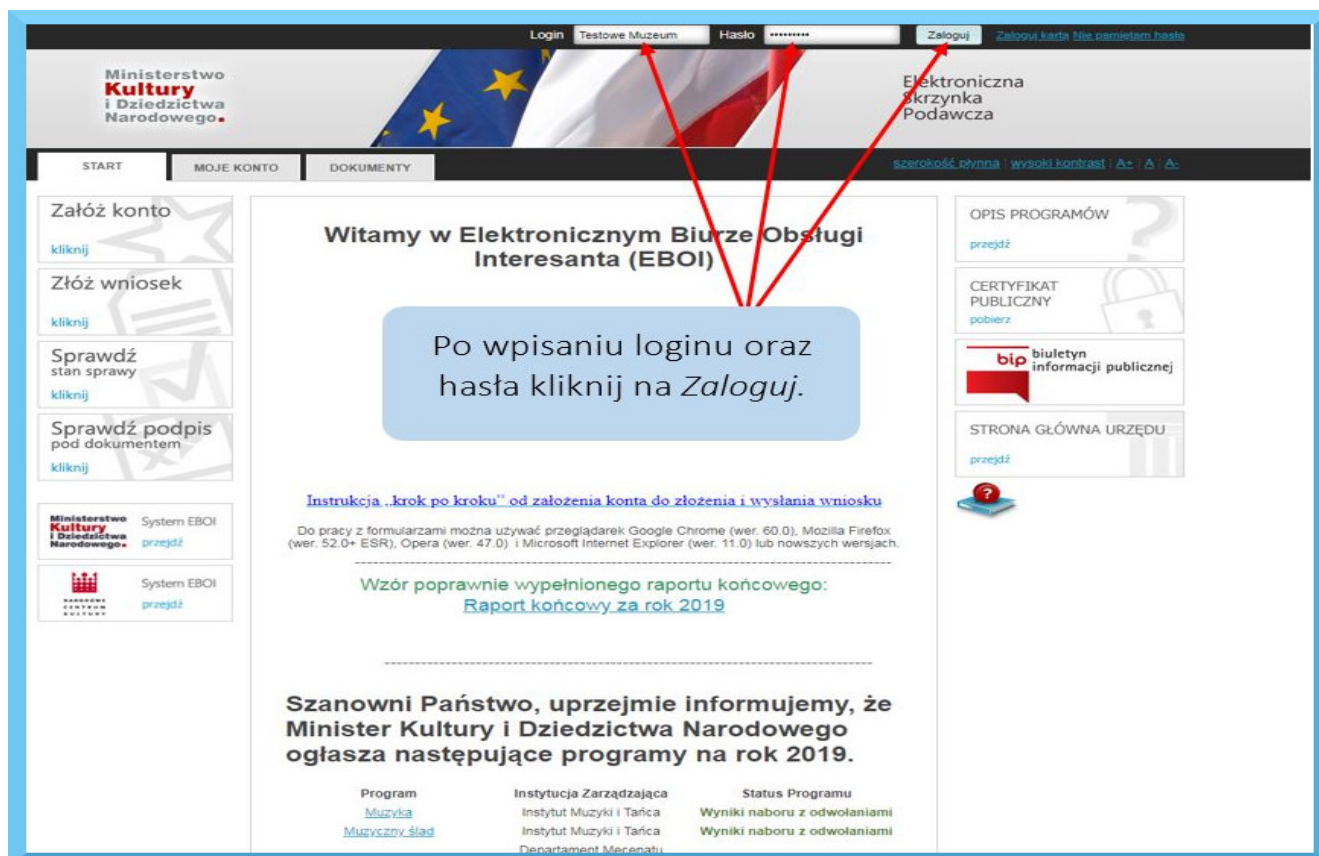 Login Testowe Muzeum Hasło ••••••••• Zaloguj Zaloguj kartą Nie pamiętam hasła
Ministerstwo
Kultury
i Dziedzictwa
Narodowego.
Elektroniczna
Skrzynka
Podawcza
START MOJE KONTO DOKUMENTY szerokość płynna | wysoki kontrast | A+ | A | A-
Załóż konto
kliknij
Złóż wniosek
kliknij
Sprawdź
stan sprawy
kliknij
Sprawdź podpis
pod dokumentem
kliknij
Ministerstwo
Kultury
i Dziedzictwa
Narodowego.
System EBOI
przejdź
NARODOWE
CENTRUM
KULTURY
System EBOI
przejdź
Witamy w Elektronicznym Biurze Obsługi
Interesanta (EBOI)
Po wpisaniu loginu oraz
hasła kliknij na Zaloguj.
Instrukcja „krok po kroku” od założenia konta do złożenia i wysłania wniosku
Do pracy z formularzami można używać przeglądarek Google Chrome (wer. 60.0), Mozilla Firefox
(wer. 52.0+ ESR), Opera (wer. 47.0) i Microsoft Internet Explorer (wer. 11.0) lub nowszych wersjach.
Wzór poprawnie wypełnionego raportu końcowego:
Raport końcowy za rok 2019
Szanowni Państwo, uprzejmie informujemy, że
Minister Kultury i Dziedzictwa Narodowego
ogłasza następujące programy na rok 2019.
Program Instytucja Zarządzająca Status Programu
Muzyka Instytut Muzyki i Tańca Wyniki naboru z odwołaniami
Muzyczny ślad Instytut Muzyki i Tańca Wyniki naboru z odwołaniami
Departament Mecenatu
OPIS PROGRAMÓW
przejdź
CERTYFIKAT
PUBLICZNY
pobierz
bip biuletyn
informacji publicznej
STRONA GŁÓWNA URZĘDU
przejdź